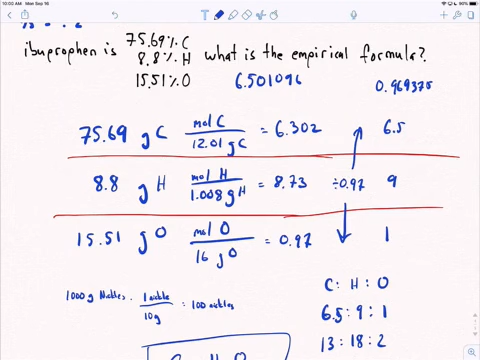 10:00 AM Mon Sep 16
90%
ibuprophen is 75.69% C what is the empirical formula?
8.8% H
15.51% O 6.501096 0.969375
75.69 g C mol C / 12.01 g C = 6.302 6.5
8.8 g H mol H / 1.008 g H = 8.73 ÷0.97 9
15.51 g O mol O / 16 g O = 0.97 1
1000 g Nickles · 1 nickle / 10g = 100 nickles
C : H : O
6.5 : 9 : 1
13 : 18 : 2